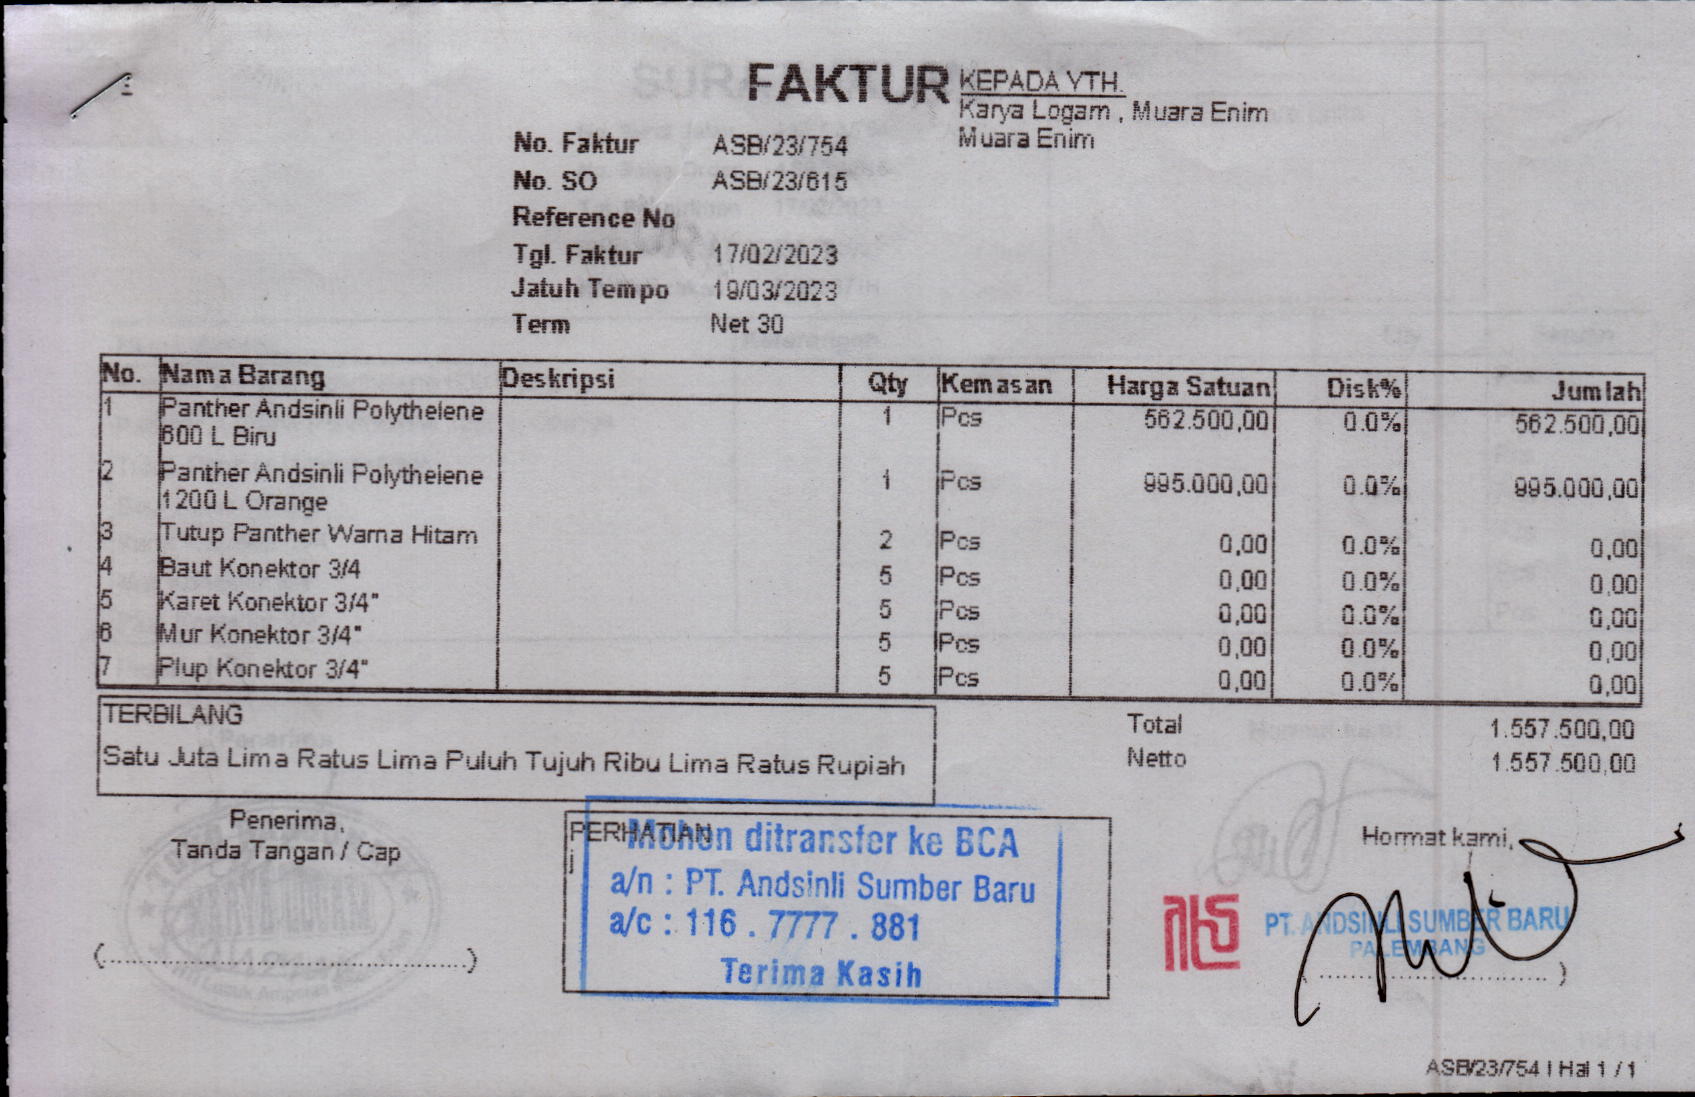 FAKTUR
KEPADA YTH.
Karya Logam , Muara Enim
Muara Enim
No. Faktur ASB/23/754
No. SO ASB/23/615
Reference No
Tgl. Faktur 17/02/2023
Jatuh Tempo 19/03/2023
Term Net 30
No. Nama Barang Deskripsi Qty Kemasan Harga Satuan Disk% Jumlah
1 Panther Andsinli Polythelene 1 Pcs 562.500,00 0.0% 562.500,00
600 L Biru
2 Panther Andsinli Polythelene 1 Pcs 995.000,00 0.0% 995.000,00
1200 L Orange
3 Tutup Panther Warna Hitam 2 Pcs 0,00 0.0% 0,00
4 Baut Konektor 3/4 5 Pcs 0,00 0.0% 0,00
5 Karet Konektor 3/4" 5 Pcs 0,00 0.0% 0,00
6 Mur Konektor 3/4" 5 Pcs 0,00 0.0% 0,00
7 Plup Konektor 3/4" 5 Pcs 0,00 0.0% 0,00
TERBILANG
Satu Juta Lima Ratus Lima Puluh Tujuh Ribu Lima Ratus Rupiah
Total 1.557.500,00
Netto 1.557.500,00
Penerima,
Tanda Tangan / Cap
(........................................)
PERHATIAN
Mohon ditransfer ke BCA
a/n : PT. Andsinli Sumber Baru
a/c : 116 . 7777 . 881
Terima Kasih
Hormat kami,
PT. ANDSINLI SUMBER BARU
PALEMBANG
ASB/23/754 | Hal 1 / 1